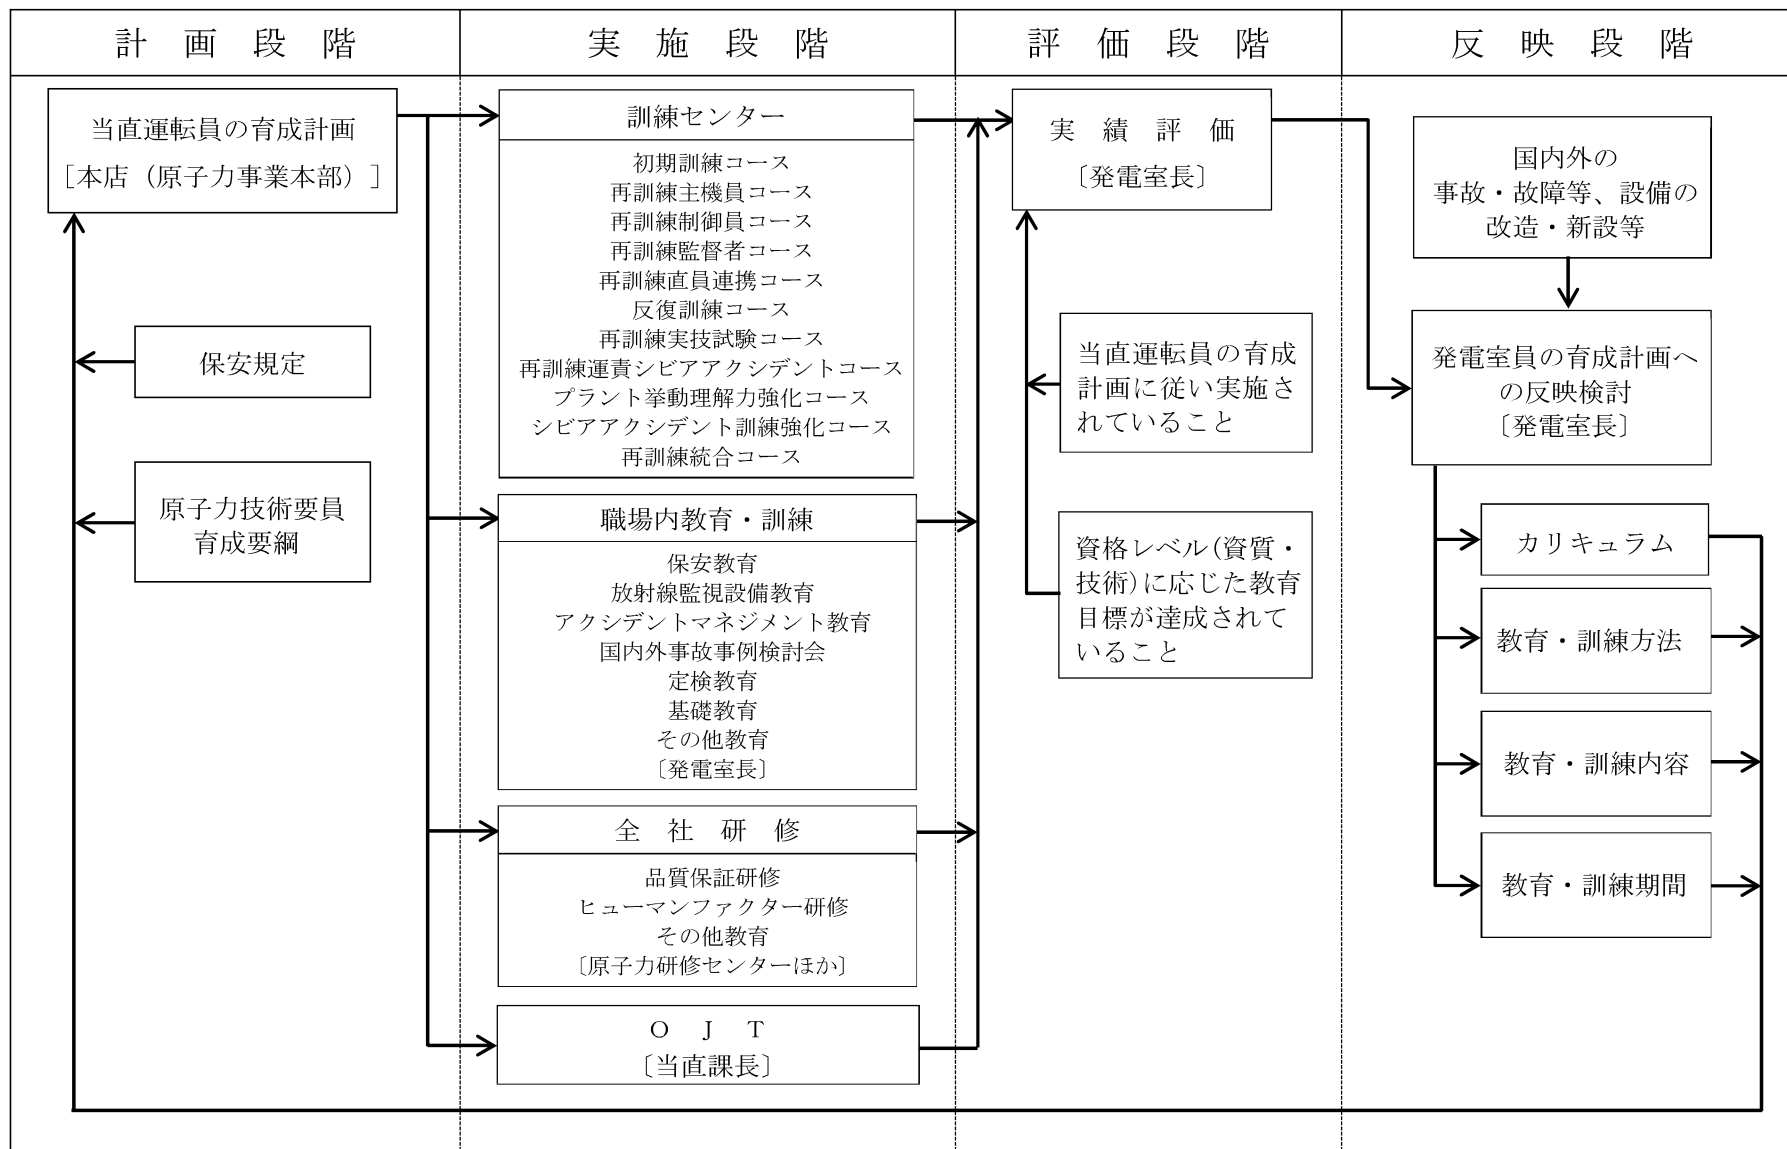 計画段階
実施段階
評価段階
反映段階
当直運転員の育成計画
［本店（原子力事業本部）］
保安規定
原子力技術要員
育成要綱
訓練センター
初期訓練コース
再訓練主機員コース
再訓練制御員コース
再訓練監督者コース
再訓練直員連携コース
反復訓練コース
再訓練実技試験コース
再訓練運責シビアアクシデントコース
プラント挙動理解力強化コース
シビアアクシデント訓練強化コース
再訓練統合コース
職場内教育・訓練
保安教育
放射線監視設備教育
アクシデントマネジメント教育
国内外事故事例検討会
定検教育
基礎教育
その他教育
〔発電室長〕
全社研修
品質保証研修
ヒューマンファクター研修
その他教育
〔原子力研修センターほか〕
ＯＪＴ
〔当直課長〕
実績評価
〔発電室長〕
当直運転員の育成
計画に従い実施さ
れていること
資格レベル(資質・
技術)に応じた教育
目標が達成されて
いること
国内外の
事故・故障等、設備の
改造・新設等
発電室員の育成計画へ
の反映検討
〔発電室長〕
カリキュラム
教育・訓練方法
教育・訓練内容
教育・訓練期間